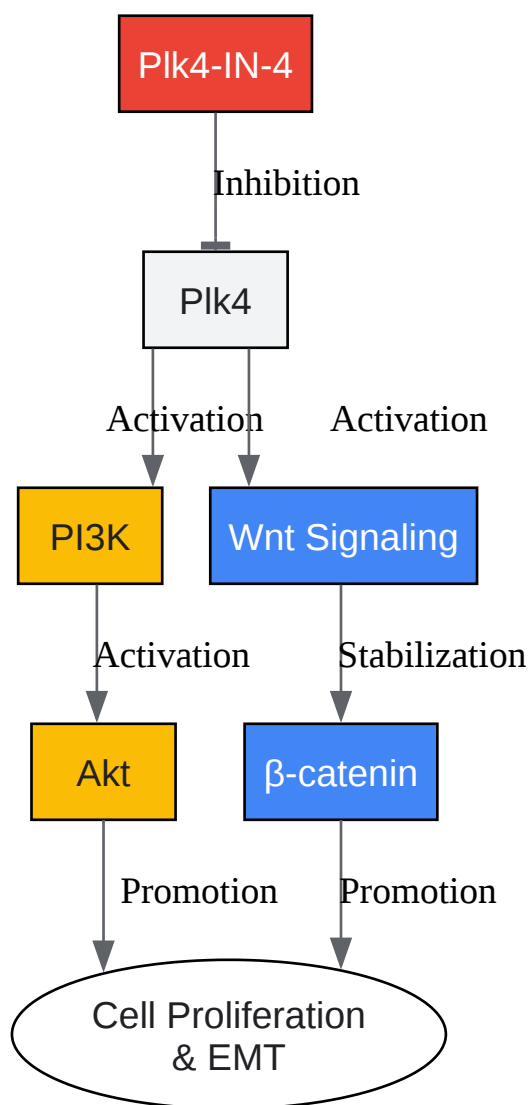 Plk4-IN-4
Inhibition
Plk4
Activation
Activation
PI3K
Wnt Signaling
Activation
Stabilization
Akt
β-catenin
Promotion
Promotion
Cell Proliferation
& EMT